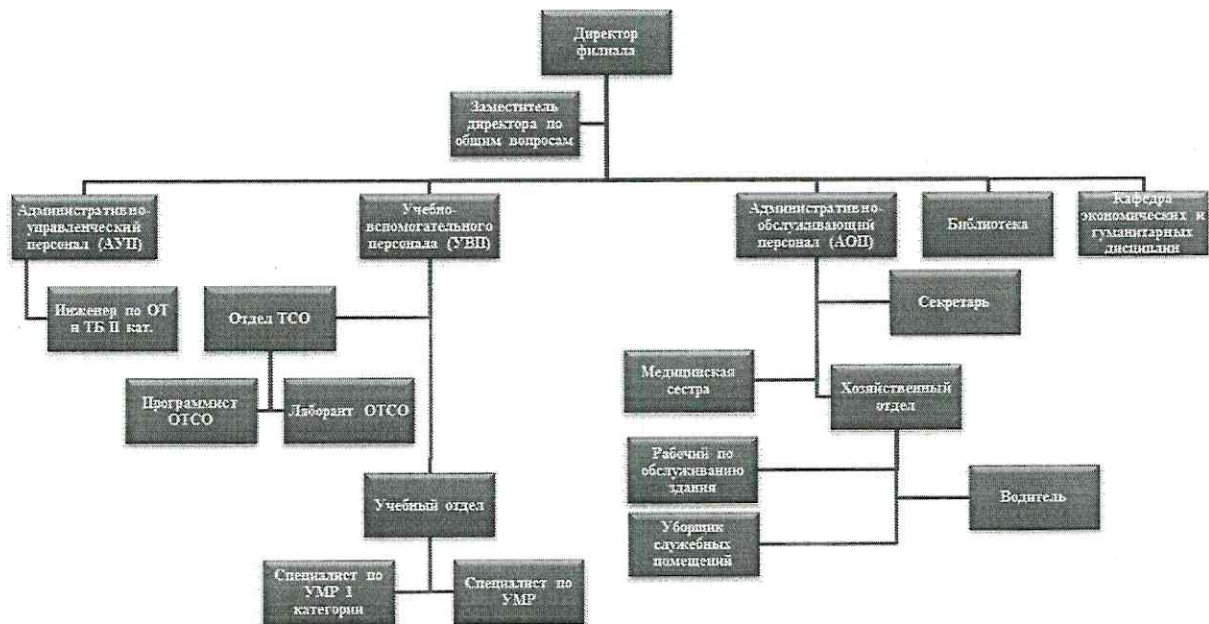 Директор
филиала
Заместитель
директора по
общим вопросам
Административно-
управленческий
персонал (АУП)
Учебно-
вспомогательного
персонала (УВП)
Административно-
обслуживающий
персонал (АОП)
Библиотека
Кафедра
экономических и
гуманитарных
дисциплин
Инженер по ОТ
и ТБ II кат.
Отдел ТСО
Секретарь
Программист
ОТСО
Лаборант ОТСО
Медицинская
сестра
Хозяйственный
отдел
Рабочий по
обслуживанию
здания
Водитель
Учебный отдел
Уборщик
служебных
помещений
Специалист по
УМР 1
категории
Специалист по
УМР